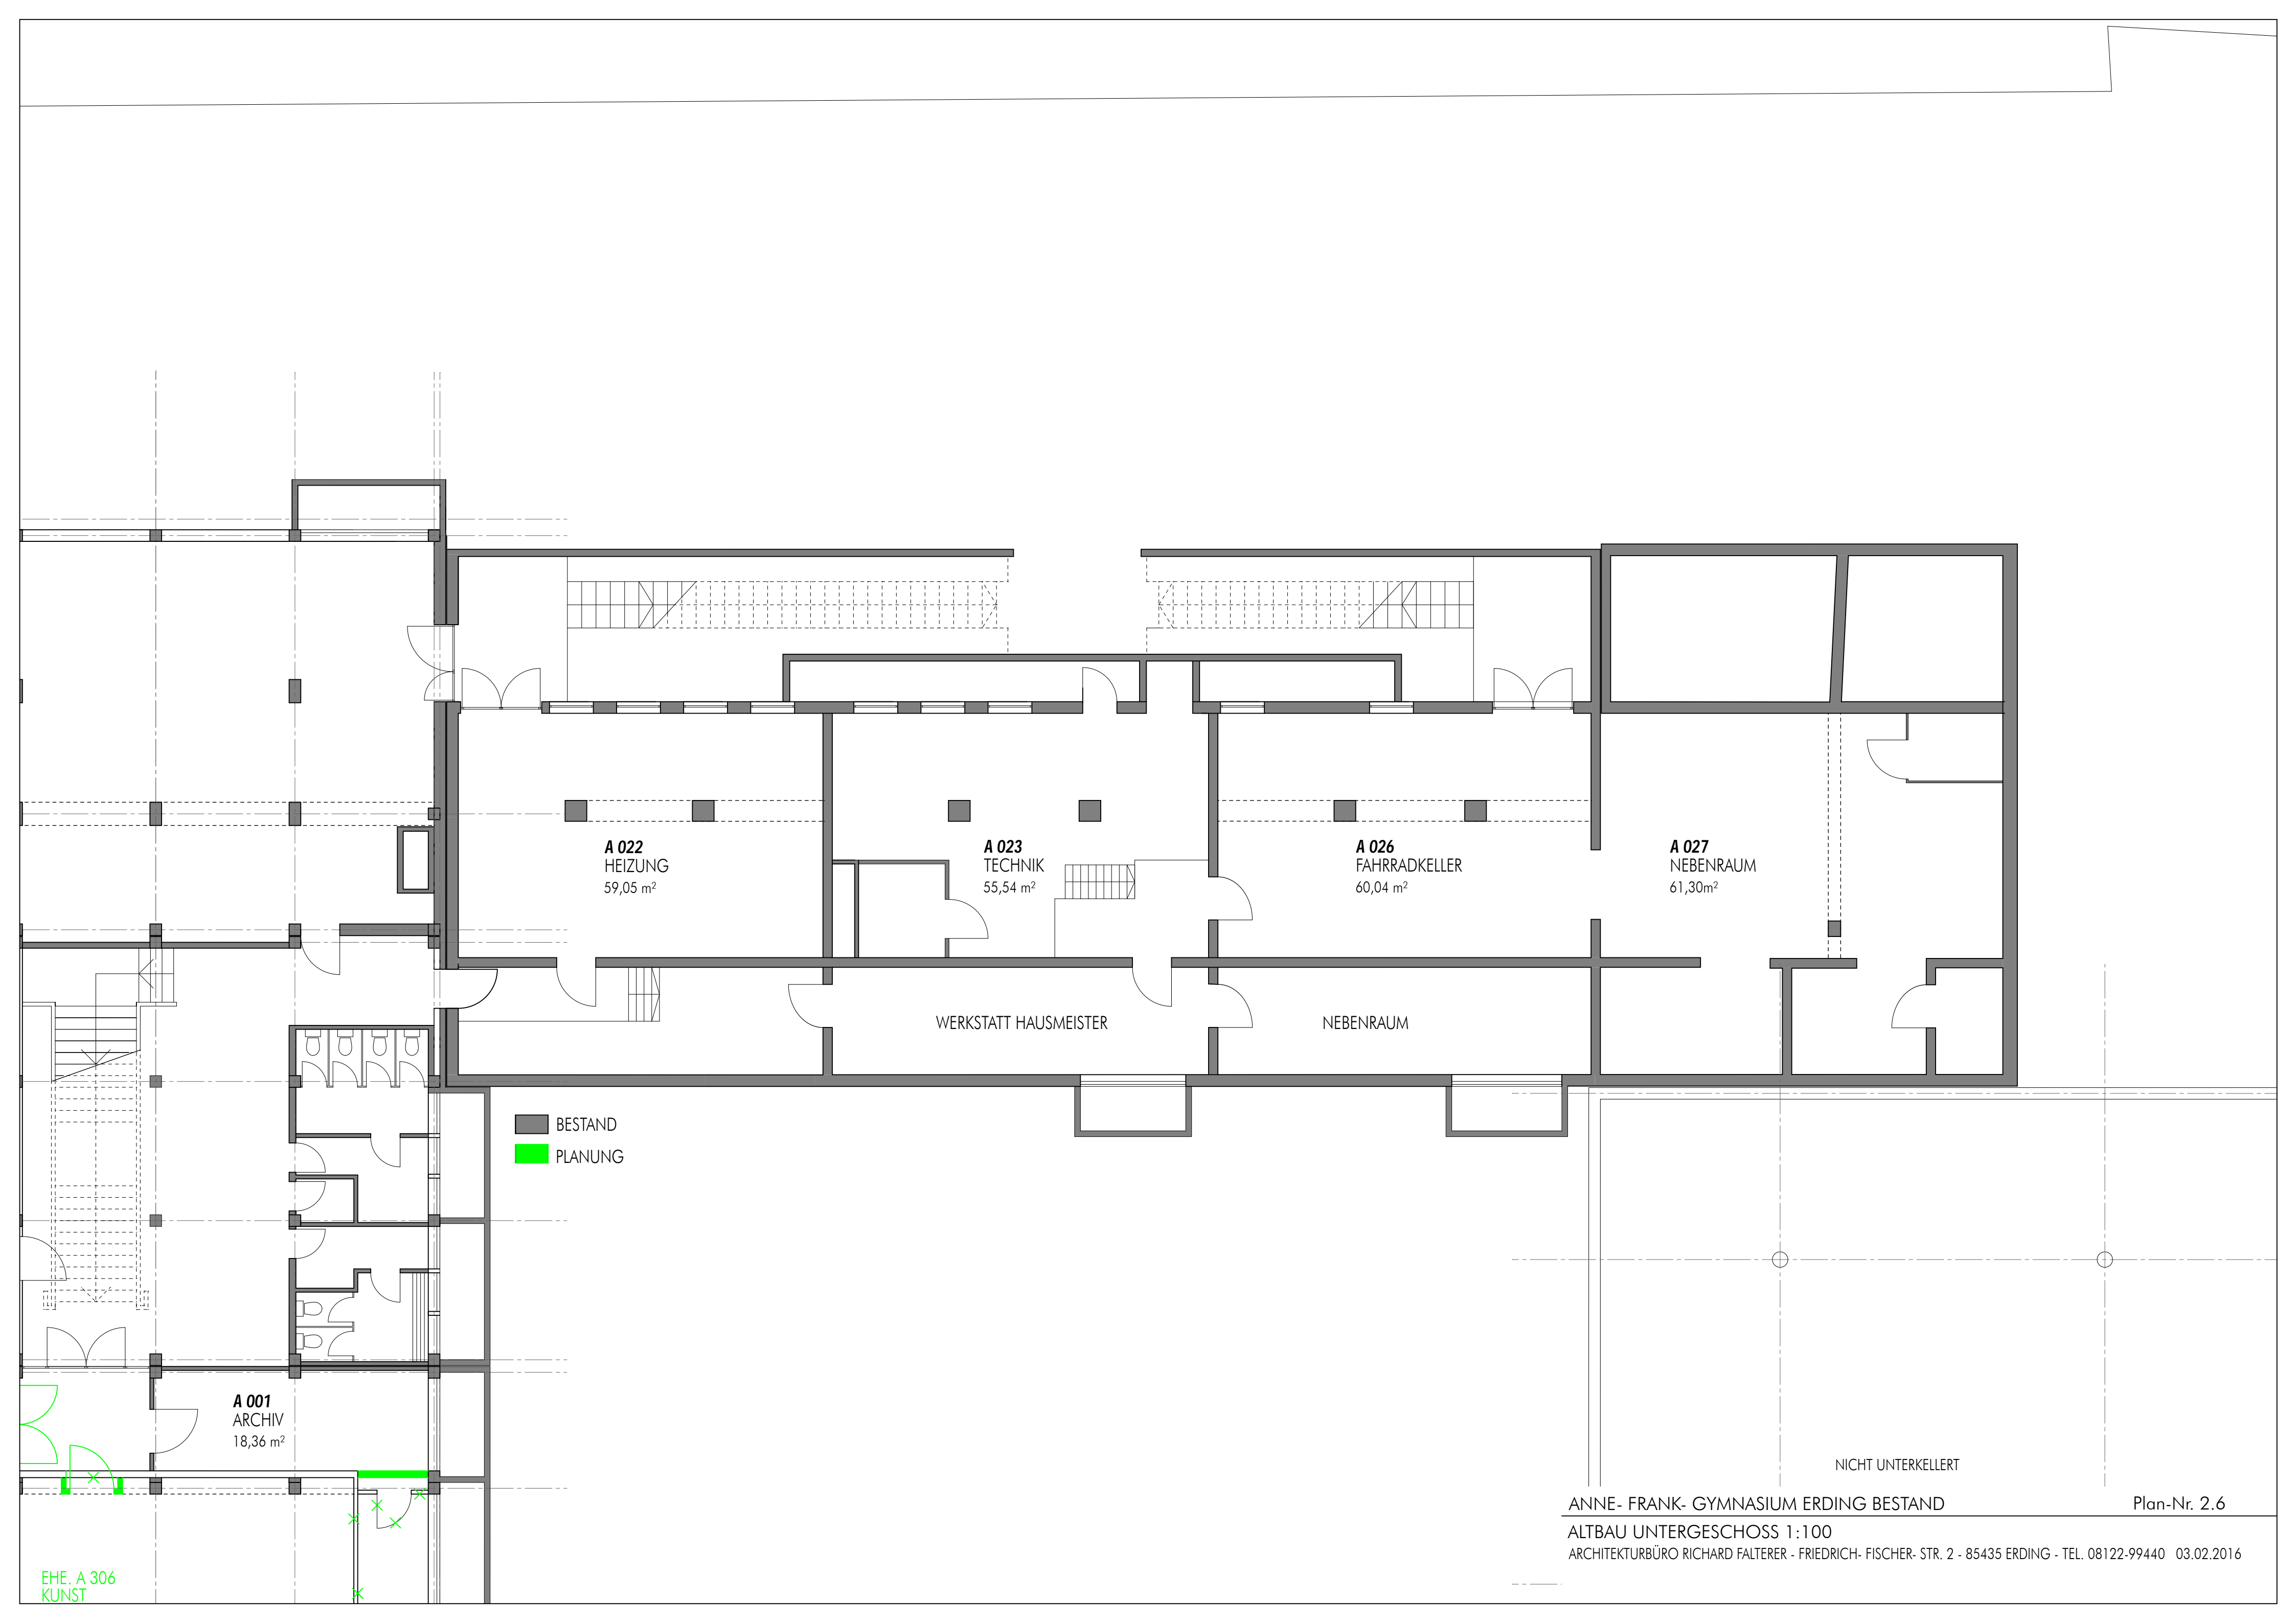 A 022
HEIZUNG
59,05 m²
A 023
TECHNIK
55,54 m²
A 026
FAHRRADKELLER
60,04 m²
A 027
NEBENRAUM
61,30m²
WERKSTATT HAUSMEISTER
NEBENRAUM
BESTAND
PLANUNG
A 001
ARCHIV
18,36 m²
EHE. A 306
KUNST
NICHT UNTERKELLERT
ANNE- FRANK- GYMNASIUM ERDING BESTAND Plan-Nr. 2.6
ALTBAU UNTERGESCHOSS 1:100
ARCHITEKTURBÜRO RICHARD FALTERER - FRIEDRICH- FISCHER- STR. 2 - 85435 ERDING - TEL. 08122-99440 03.02.2016